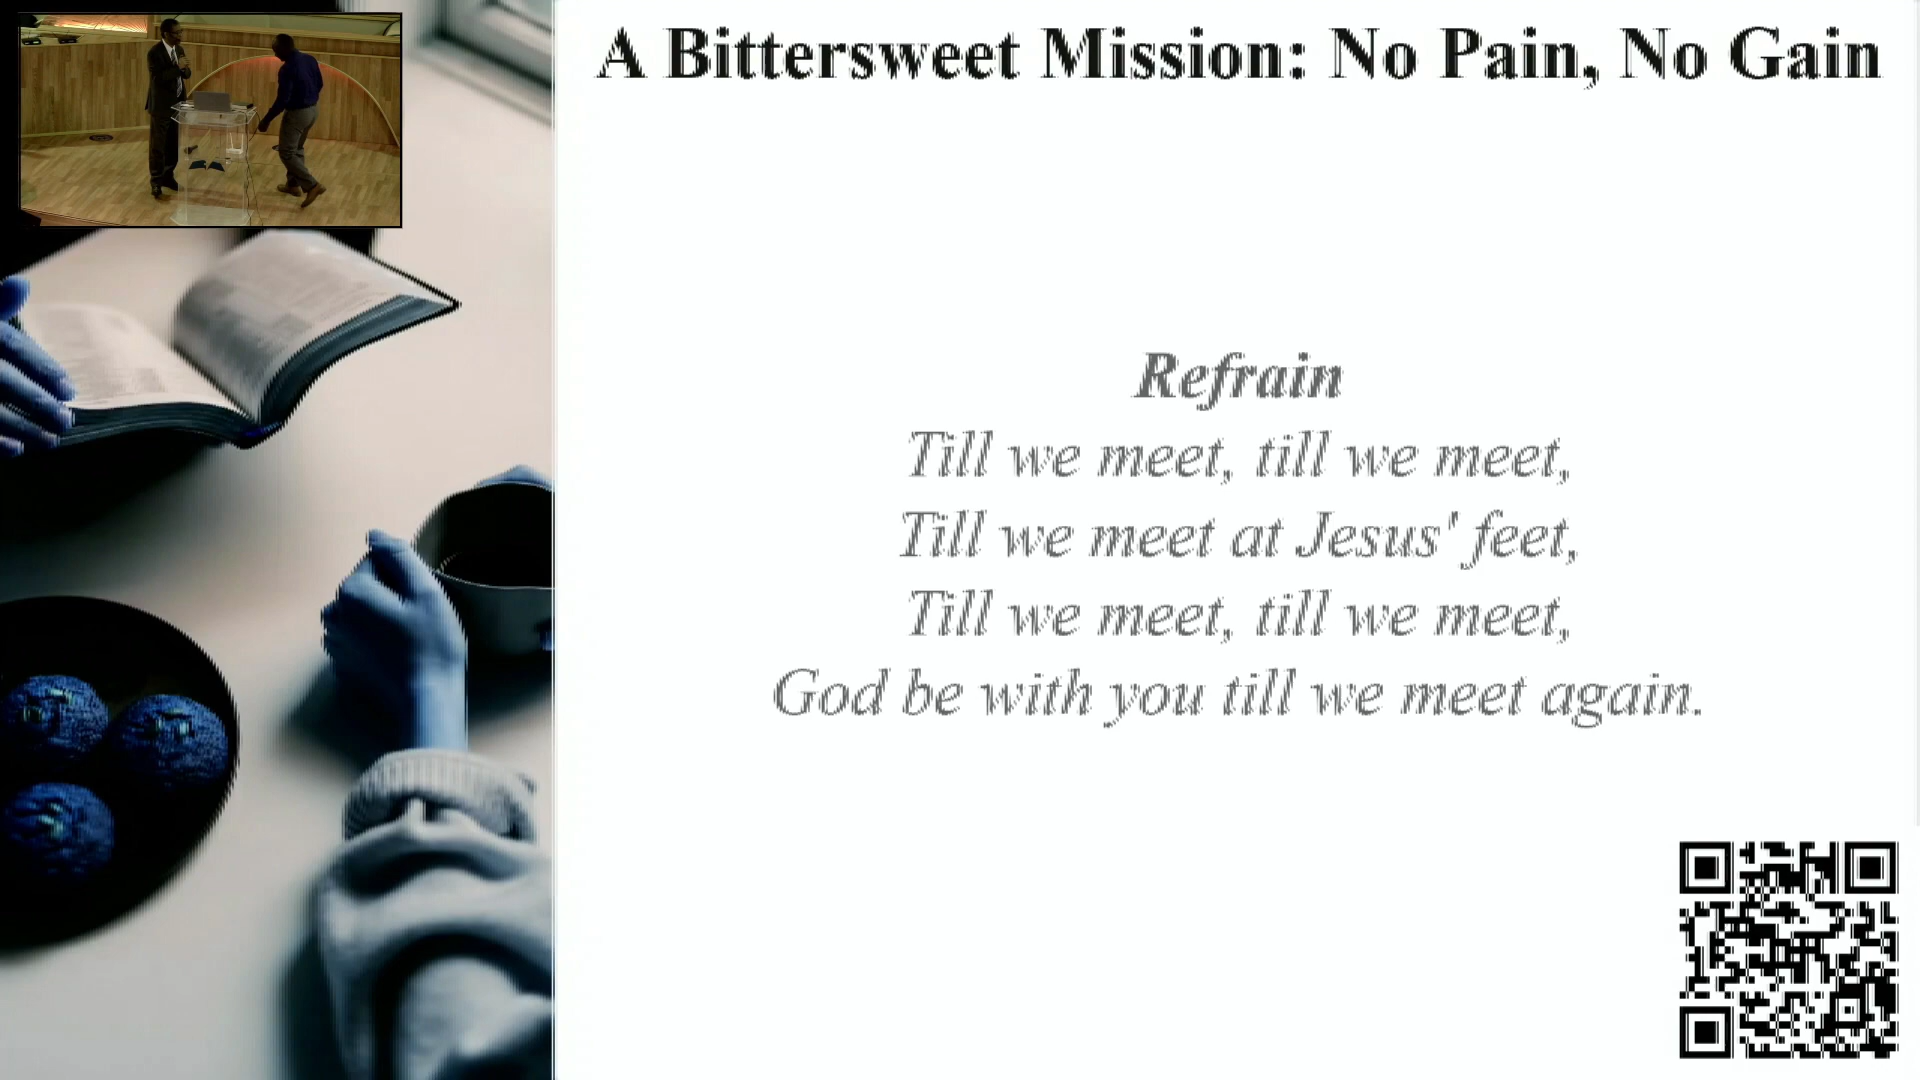 A Bittersweet Mission: No Pain, No Gain
Refrain
Till we meet, till we meet,
Till we meet at Jesus' feet,
Till we meet, till we meet,
God be with you till we meet again.